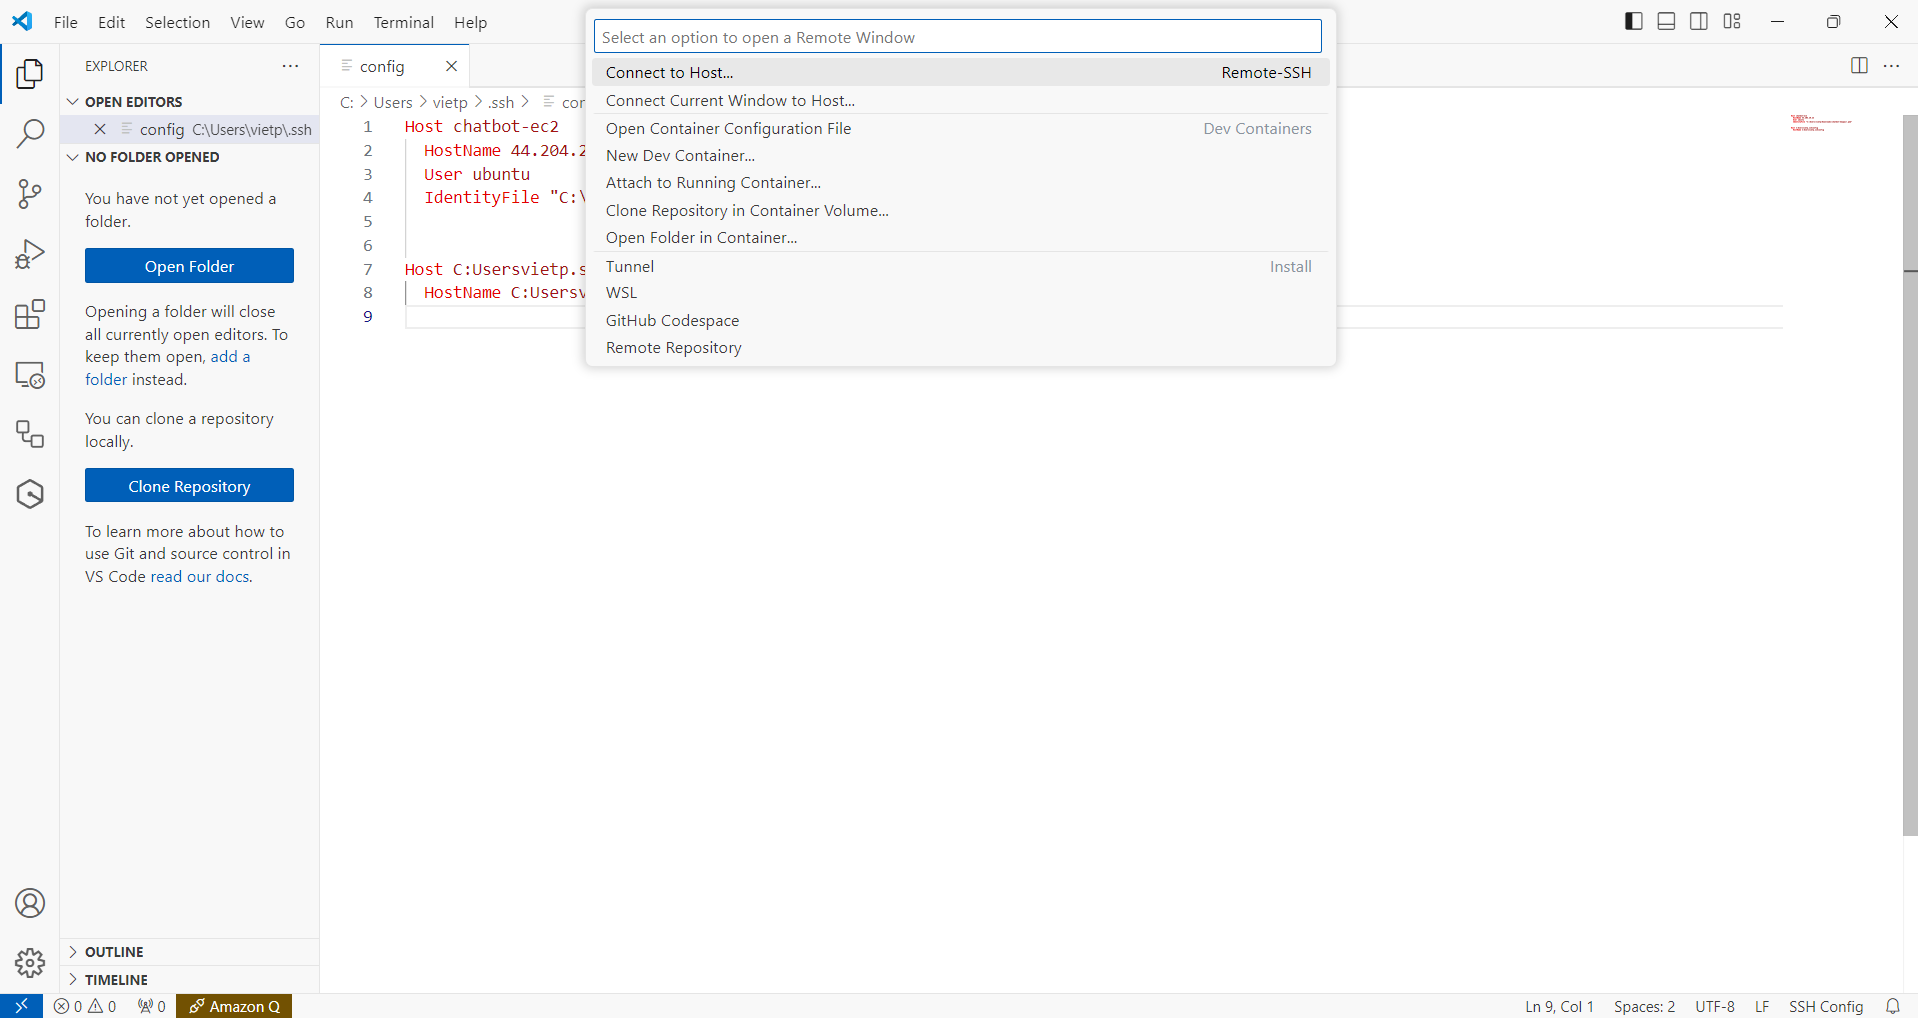 File Edit Selection View Go Run Terminal Help
Select an option to open a Remote Window
Connect to Host... Remote-SSH
Connect Current Window to Host...
Open Container Configuration File Dev Containers
New Dev Container...
Attach to Running Container...
Clone Repository in Container Volume...
Open Folder in Container...
Tunnel Install
WSL
GitHub Codespace
Remote Repository
EXPLORER
OPEN EDITORS
config C:\Users\vietp\.ssh
NO FOLDER OPENED
You have not yet opened a
folder.
Open Folder
Opening a folder will close
all currently open editors. To
keep them open, add a
folder instead.
You can clone a repository
locally.
Clone Repository
To learn more about how to
use Git and source control in
VS Code read our docs.
OUTLINE
TIMELINE
config
C: > Users > vietp > .ssh > con
1 Host chatbot-ec2
2 HostName 44.204.2
3 User ubuntu
4 IdentityFile "C:\
5
6
7 Host C:Usersvietp.s
8 HostName C:Usersv
9
0 0 0 Amazon Q
Ln 9, Col 1 Spaces: 2 UTF-8 LF SSH Config